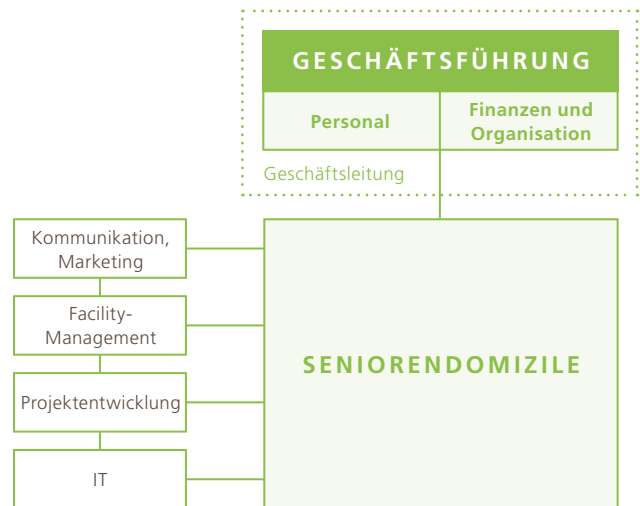 GESCHÄFTSFÜHRUNG
Personal
Finanzen und
Organisation
Geschäftsleitung
Kommunikation,
Marketing
Facility-
Management
Projektentwicklung
IT
SENIORENDOMIZILE